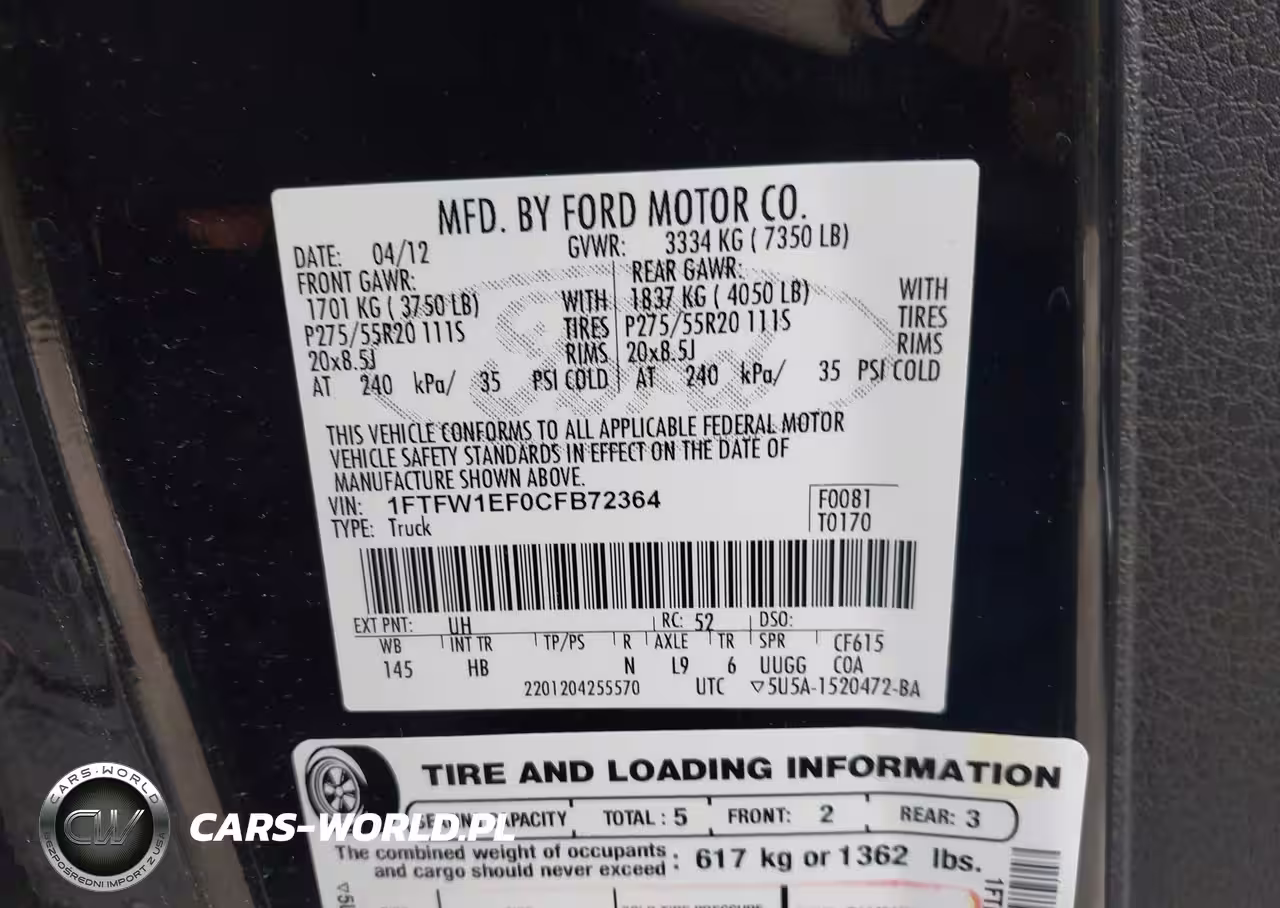 MFD. BY FORD MOTOR CO.
DATE: 04/12 GVWR: 3334 KG ( 7350 LB)
FRONT GAWR: REAR GAWR:
1701 KG ( 3750 LB) WITH 1837 KG ( 4050 LB) WITH
P275/55R20 111S TIRES P275/55R20 111S TIRES
20x8.5J RIMS 20x8.5J RIMS
AT 240 kPa/ 35 PSI COLD AT 240 kPa/ 35 PSI COLD
Ford
THIS VEHICLE CONFORMS TO ALL APPLICABLE FEDERAL MOTOR
VEHICLE SAFETY STANDARDS IN EFFECT ON THE DATE OF
MANUFACTURE SHOWN ABOVE.
VIN: 1FTFW1EF0CFB72364 F0081
TYPE: Truck T0170
EXT PNT: UH RC: 52 DSO:
WB INT TR TP/PS R AXLE TR SPR CF615
145 HB N L9 6 UUGG COA
2201204255570 UTC ▽5U5A-1520472-BA
TIRE AND LOADING INFORMATION
TOTAL : 5 FRONT: 2 REAR: 3
The combined weight of occupants : 617 kg or 1362 lbs.
and cargo should never exceed
CARS-WORLD
CW
BEZPOŚREDNI IMPORT Z USA
CARS-WORLD.PL